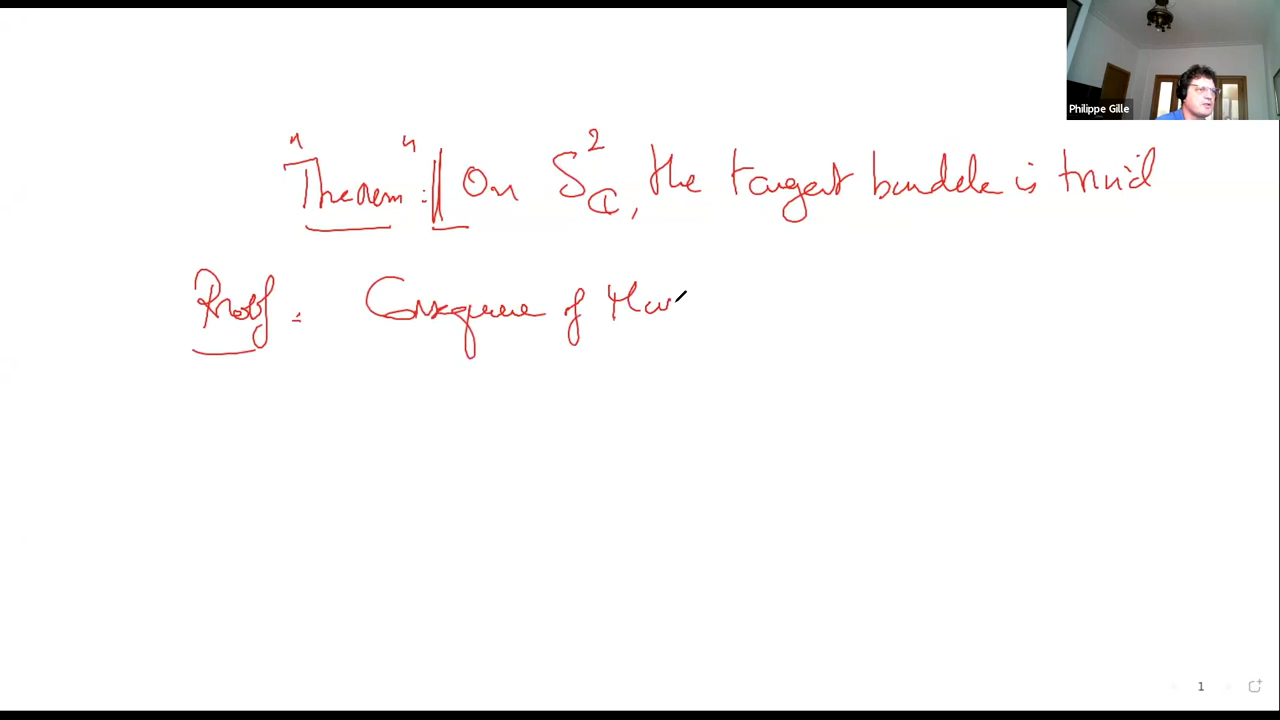 Philippe Gille
"Theorem": On S²_ℂ, the tangent bundle is trivial
Proof: Consequence of
1